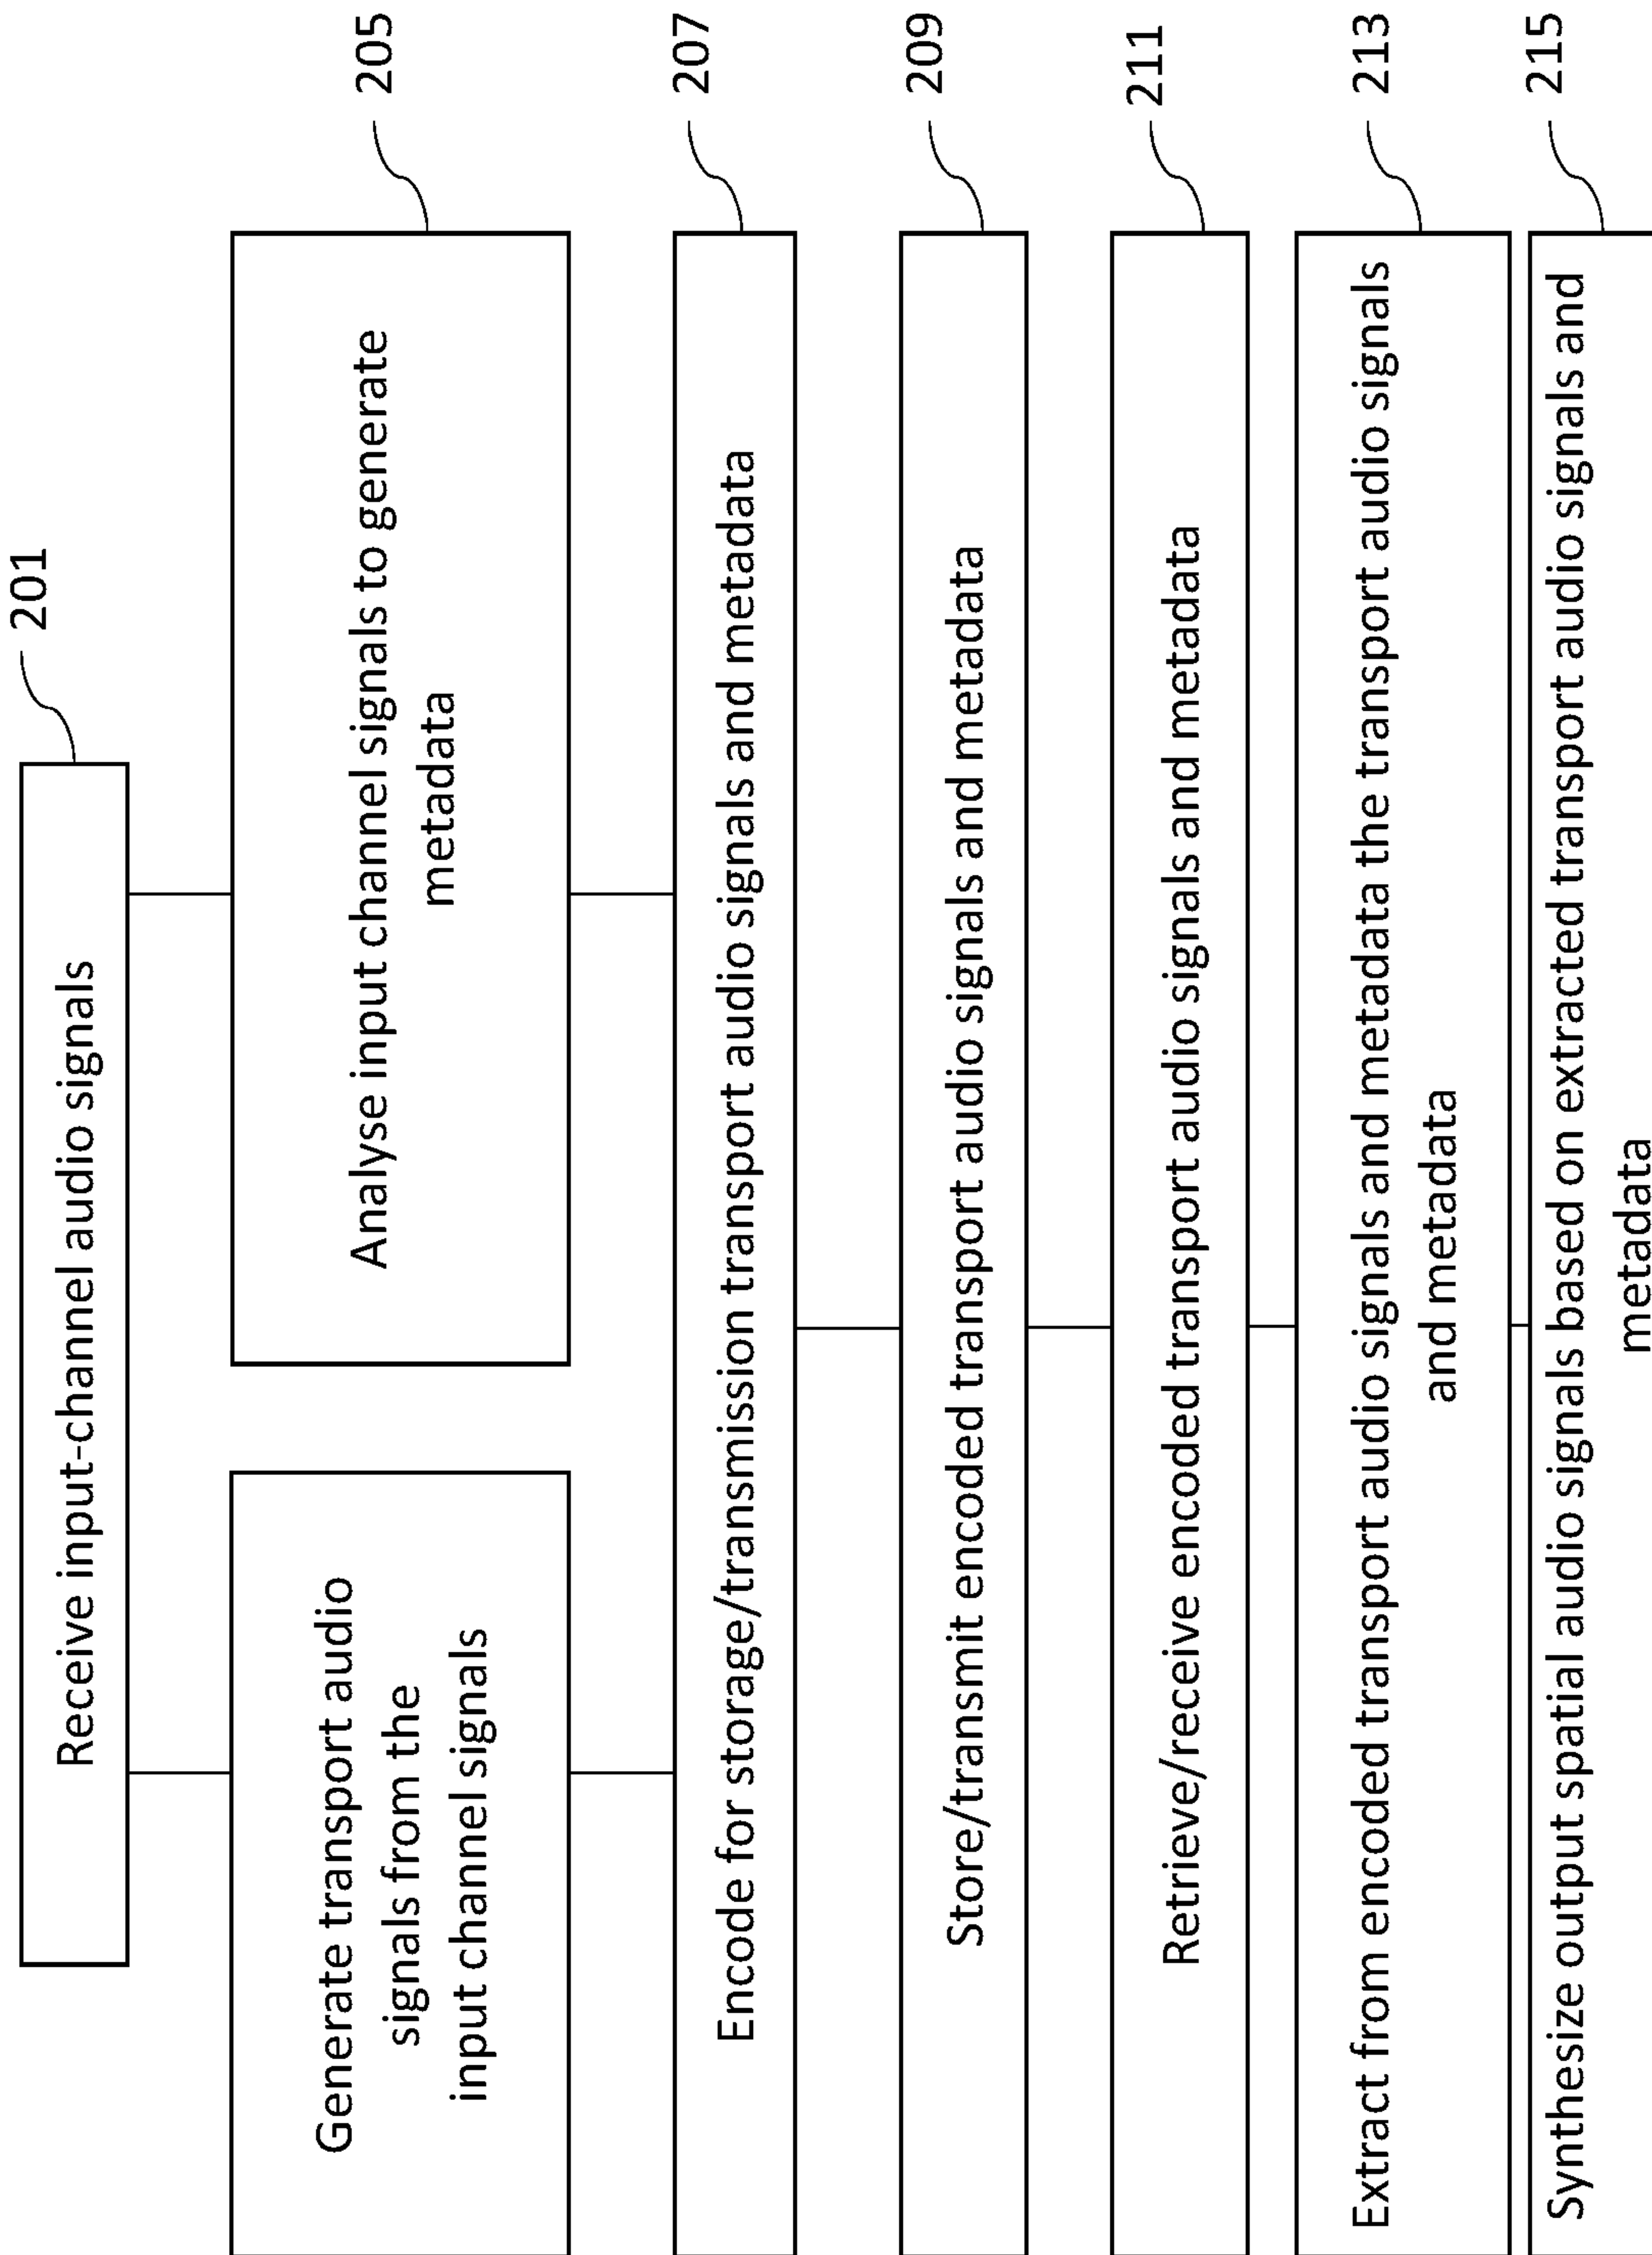 201
Receive input-channel audio signals
Generate transport audio
signals from the
input channel signals
205
Analyse input channel signals to generate
metadata
207
Encode for storage/transmission transport audio signals and metadata
209
Store/transmit encoded transport audio signals and metadata
211
Retrieve/receive encoded transport audio signals and metadata
213
Extract from encoded transport audio signals and metadata the transport audio signals
and metadata
215
Synthesize output spatial audio signals based on extracted transport audio signals and
metadata